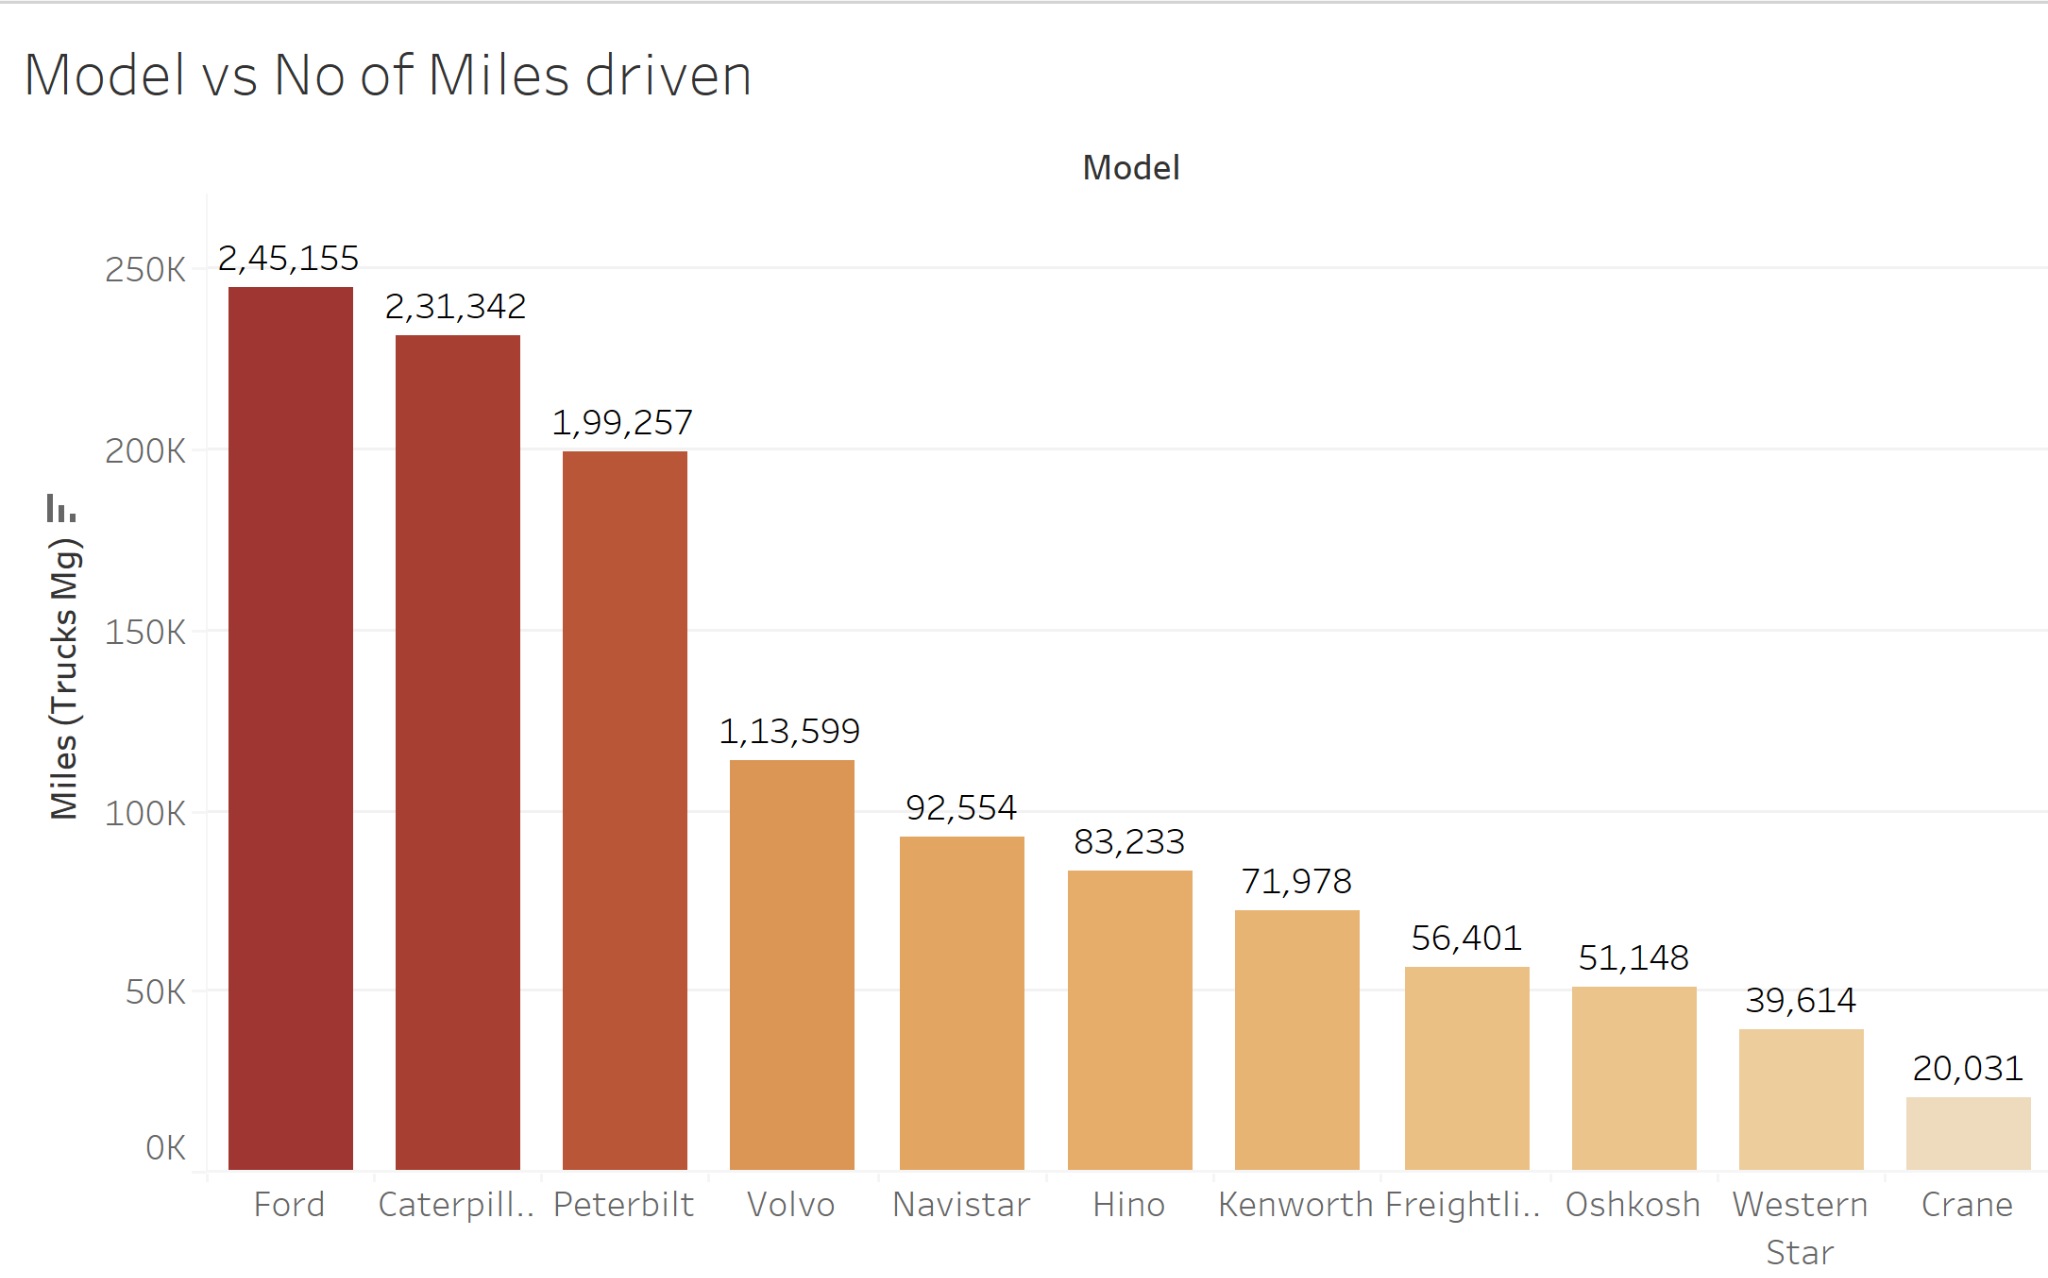 Model vs No of Miles driven
Model
Miles (Trucks Mg)
250K
200K
150K
100K
50K
0K
2,45,155
2,31,342
1,99,257
1,13,599
92,554
83,233
71,978
56,401
51,148
39,614
20,031
Ford
Caterpill..
Peterbilt
Volvo
Navistar
Hino
Kenworth
Freightli..
Oshkosh
Western
Star
Crane